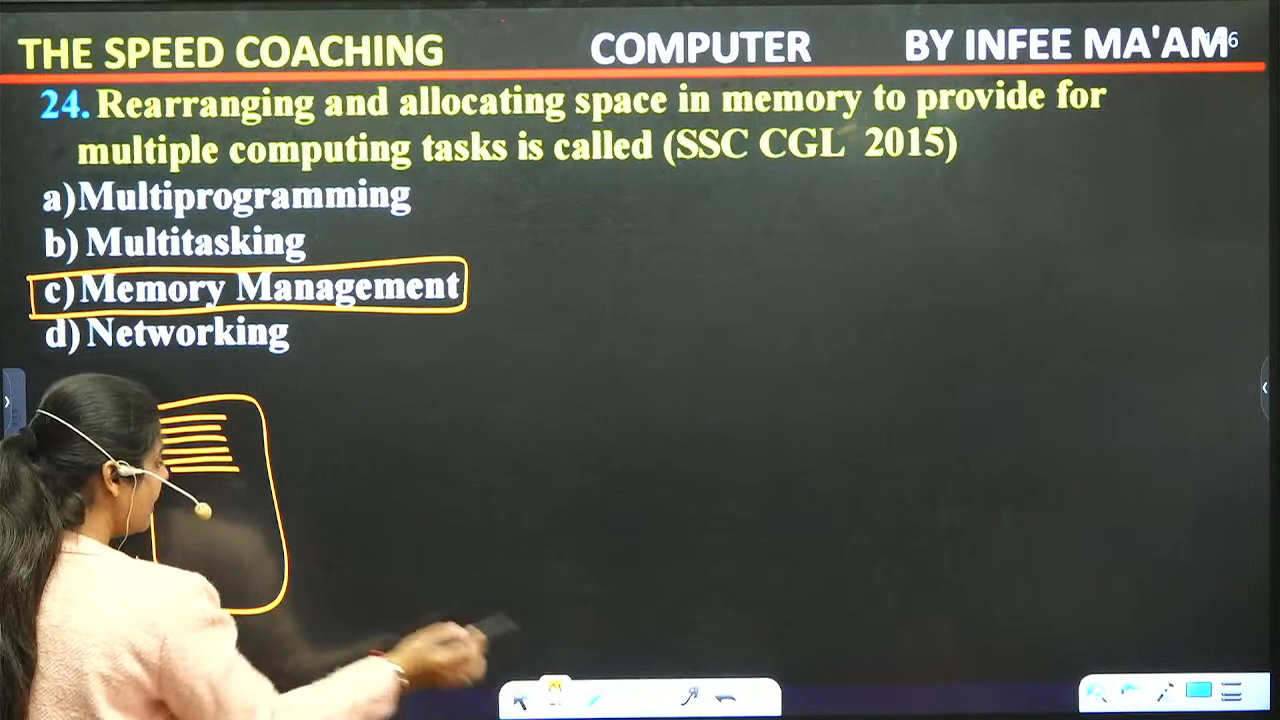 THE SPEED COACHING COMPUTER BY INFEE MA'AM
24. Rearranging and allocating space in memory to provide for
multiple computing tasks is called (SSC CGL 2015)
a) Multiprogramming
b) Multitasking
c) Memory Management
d) Networking